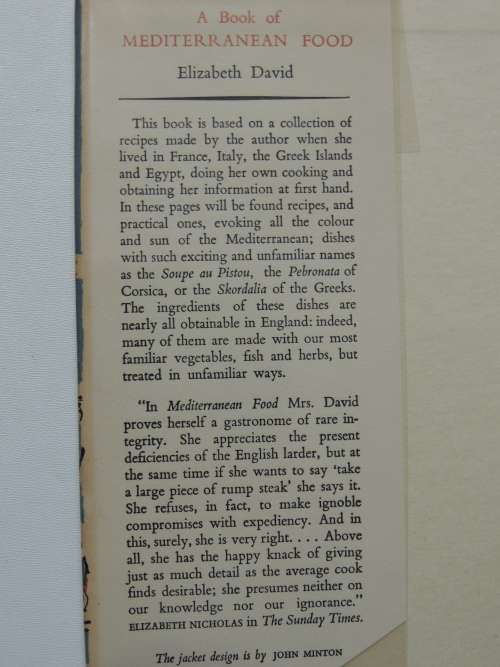 A Book of
MEDITERRANEAN FOOD
Elizabeth David
This book is based on a collection of
recipes made by the author when she
lived in France, Italy, the Greek Islands
and Egypt, doing her own cooking and
obtaining her information at first hand.
In these pages will be found recipes, and
practical ones, evoking all the colour
and sun of the Mediterranean; dishes
with such exciting and unfamiliar names
as the Soupe au Pistou, the Pebronata of
Corsica, or the Skordalia of the Greeks.
The ingredients of these dishes are
nearly all obtainable in England: indeed,
many of them are made with our most
familiar vegetables, fish and herbs, but
treated in unfamiliar ways.
"In Mediterranean Food Mrs. David
proves herself a gastronome of rare in-
tegrity. She appreciates the present
deficiencies of the English larder, but at
the same time if she wants to say 'take
a large piece of rump steak' she says it.
She refuses, in fact, to make ignoble
compromises with expediency. And in
this, surely, she is very right. . . . Above
all, she has the happy knack of giving
just as much detail as the average cook
finds desirable; she presumes neither on
our knowledge nor our ignorance."
ELIZABETH NICHOLAS in The Sunday Times.
The jacket design is by JOHN MINTON